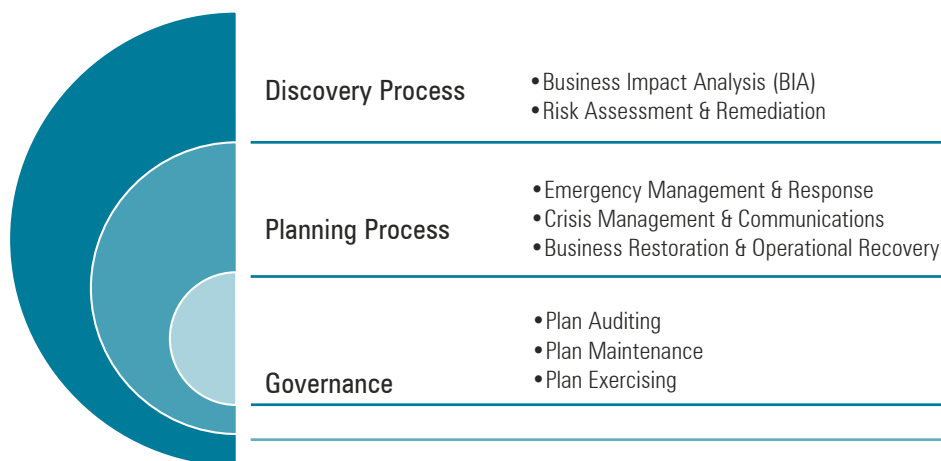 Discovery Process
•Business Impact Analysis (BIA)
•Risk Assessment & Remediation
Planning Process
•Emergency Management & Response
•Crisis Management & Communications
•Business Restoration & Operational Recovery
Governance
•Plan Auditing
•Plan Maintenance
•Plan Exercising